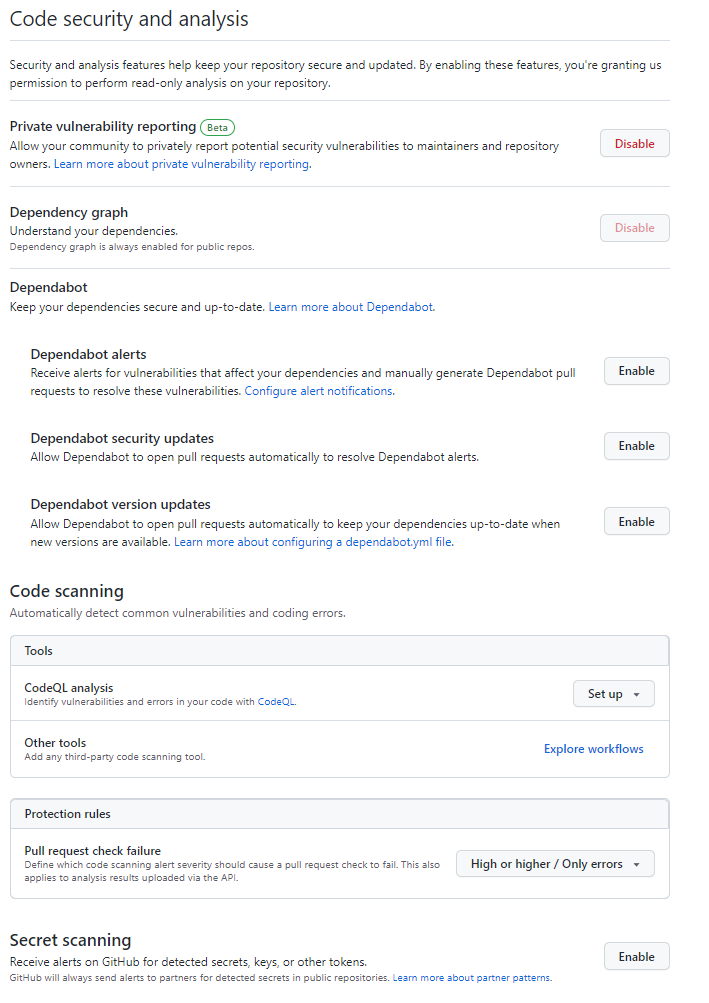 Code security and analysis
Security and analysis features help keep your repository secure and updated. By enabling these features, you're granting us
permission to perform read-only analysis on your repository.
Private vulnerability reporting Beta
Allow your community to privately report potential security vulnerabilities to maintainers and repository
owners. Learn more about private vulnerability reporting.
Disable
Dependency graph
Understand your dependencies.
Dependency graph is always enabled for public repos.
Disable
Dependabot
Keep your dependencies secure and up-to-date. Learn more about Dependabot.
Dependabot alerts
Receive alerts for vulnerabilities that affect your dependencies and manually generate Dependabot pull
requests to resolve these vulnerabilities. Configure alert notifications.
Enable
Dependabot security updates
Allow Dependabot to open pull requests automatically to resolve Dependabot alerts.
Enable
Dependabot version updates
Allow Dependabot to open pull requests automatically to keep your dependencies up-to-date when
new versions are available. Learn more about configuring a dependabot.yml file.
Enable
Code scanning
Automatically detect common vulnerabilities and coding errors.
Tools
CodeQL analysis
Identify vulnerabilities and errors in your code with CodeQL.
Set up
Other tools
Add any third-party code scanning tool.
Explore workflows
Protection rules
Pull request check failure
Define which code scanning alert severity should cause a pull request check to fail. This also
applies to analysis results uploaded via the API.
High or higher / Only errors
Secret scanning
Receive alerts on GitHub for detected secrets, keys, or other tokens.
GitHub will always send alerts to partners for detected secrets in public repositories. Learn more about partner patterns.
Enable